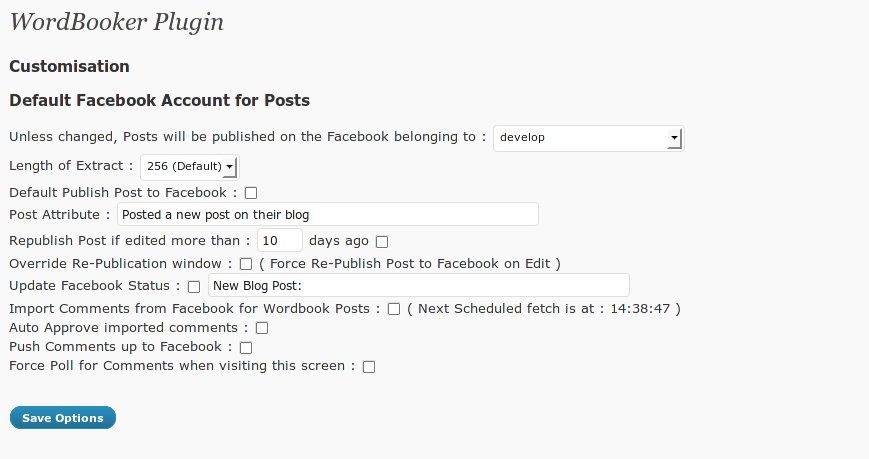 WordBooker Plugin
Customisation
Default Facebook Account for Posts
Unless changed, Posts will be published on the Facebook belonging to : develop
Length of Extract : 256 (Default)
Default Publish Post to Facebook :
Post Attribute : Posted a new post on their blog
Republish Post if edited more than : 10 days ago
Override Re-Publication window : ( Force Re-Publish Post to Facebook on Edit )
Update Facebook Status : New Blog Post:
Import Comments from Facebook for Wordbook Posts : ( Next Scheduled fetch is at : 14:38:47 )
Auto Approve imported comments :
Push Comments up to Facebook :
Force Poll for Comments when visiting this screen :
Save Options